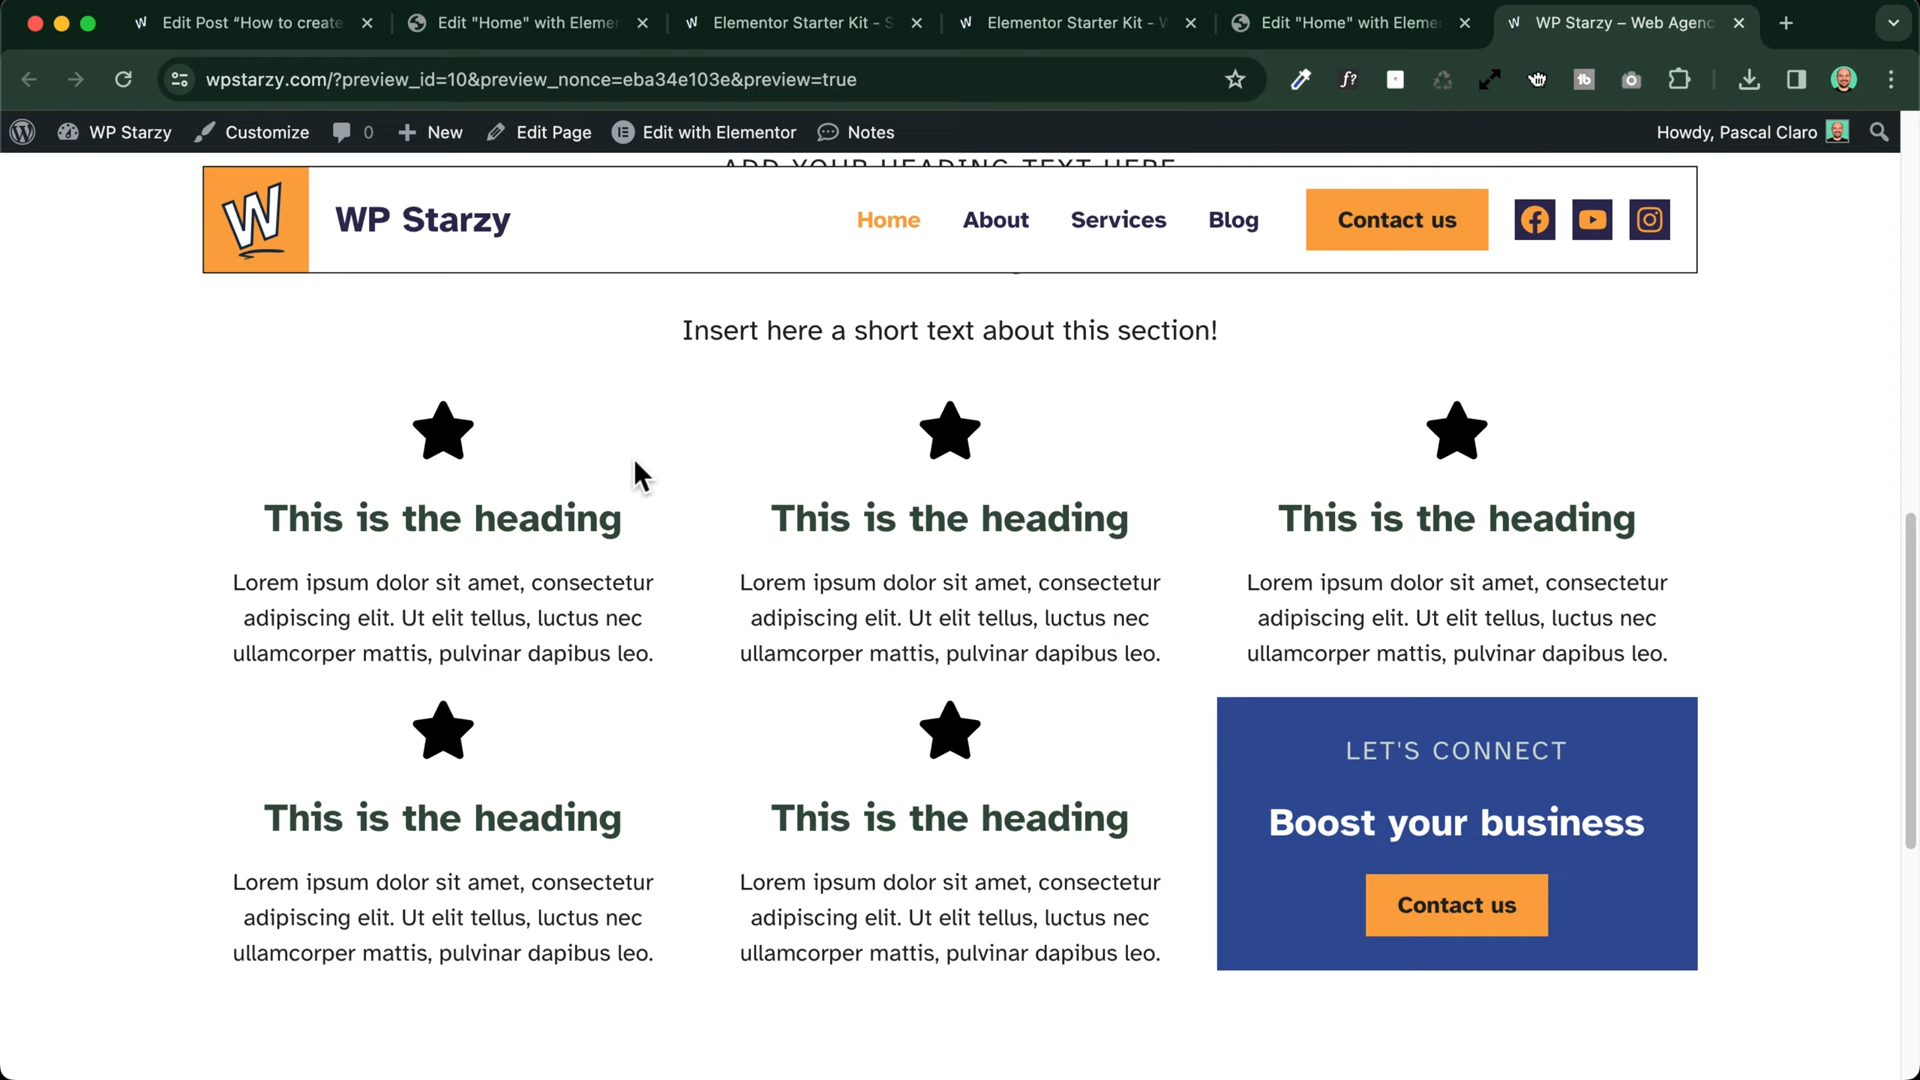 Edit Post “How to create
Edit "Home" with Elemen
Elementor Starter Kit - S
Elementor Starter Kit - W
Edit "Home" with Eleme
WP Starzy – Web Agenc
wpstarzy.com/?preview_id=10&preview_nonce=eba34e103e&preview=true
WP Starzy
Customize
0
New
Edit Page
Edit with Elementor
Notes
Howdy, Pascal Claro
ADD YOUR HEADING TEXT HERE
W
WP Starzy
Home
About
Services
Blog
Contact us
Insert here a short text about this section!
This is the heading
Lorem ipsum dolor sit amet, consectetur
adipiscing elit. Ut elit tellus, luctus nec
ullamcorper mattis, pulvinar dapibus leo.
This is the heading
Lorem ipsum dolor sit amet, consectetur
adipiscing elit. Ut elit tellus, luctus nec
ullamcorper mattis, pulvinar dapibus leo.
This is the heading
Lorem ipsum dolor sit amet, consectetur
adipiscing elit. Ut elit tellus, luctus nec
ullamcorper mattis, pulvinar dapibus leo.
This is the heading
Lorem ipsum dolor sit amet, consectetur
adipiscing elit. Ut elit tellus, luctus nec
ullamcorper mattis, pulvinar dapibus leo.
This is the heading
Lorem ipsum dolor sit amet, consectetur
adipiscing elit. Ut elit tellus, luctus nec
ullamcorper mattis, pulvinar dapibus leo.
LET'S CONNECT
Boost your business
Contact us